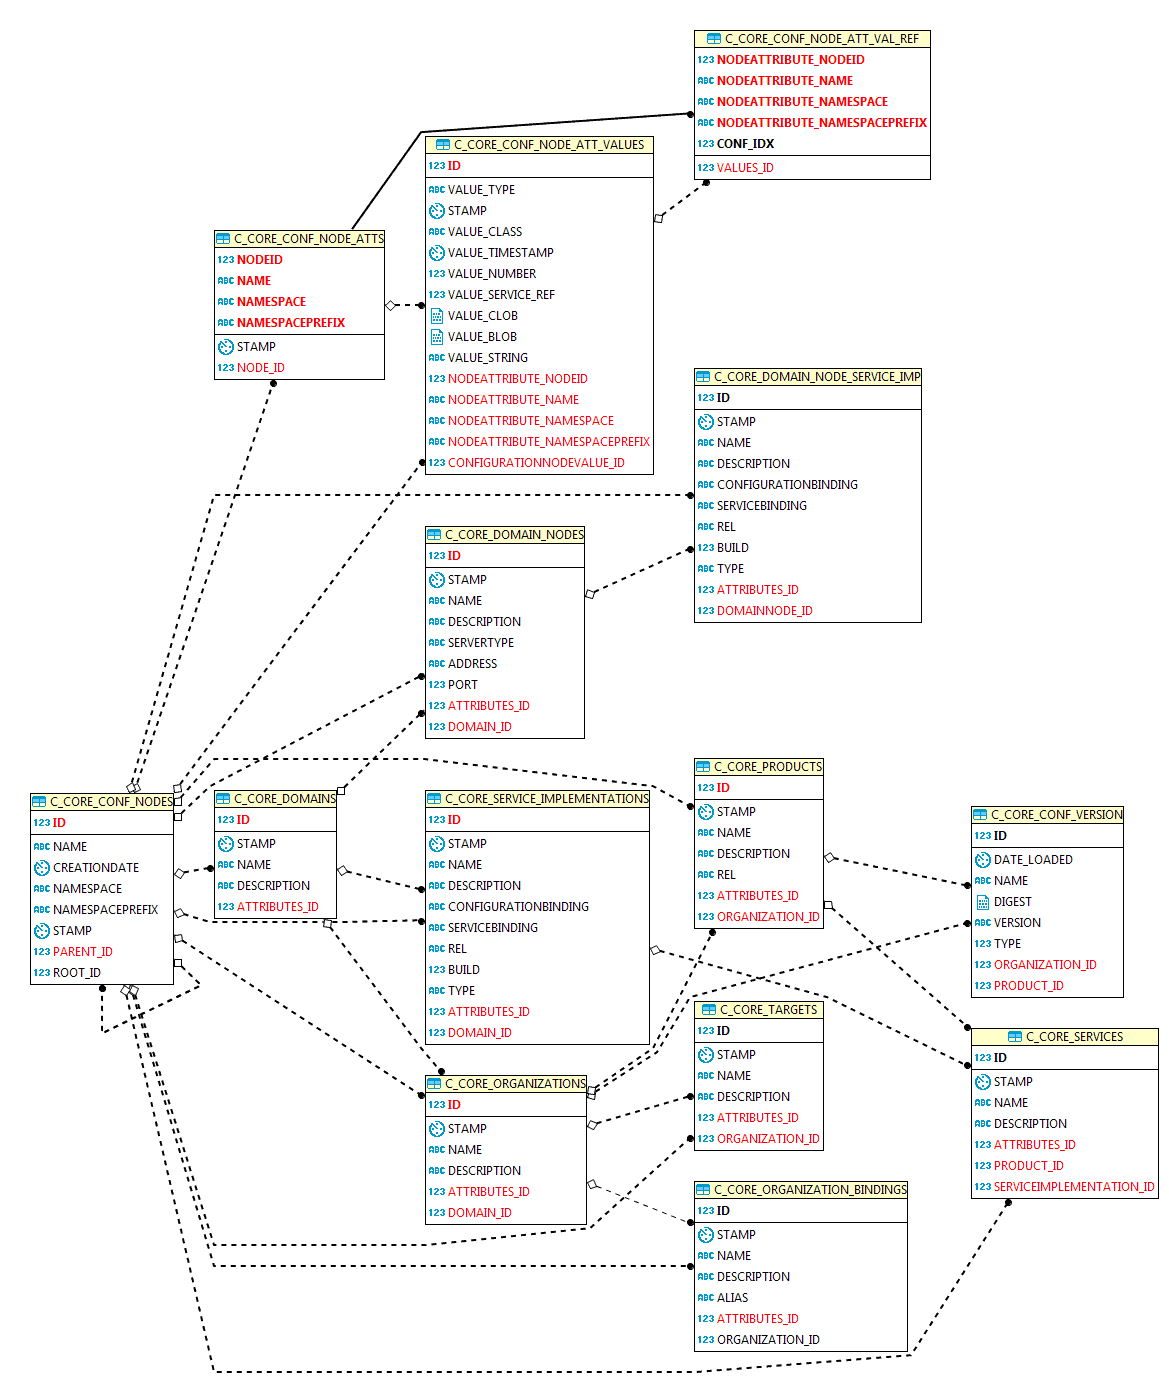 C_CORE_CONF_NODE_ATT_VAL_REF
123 NODEATTRIBUTE_NODEID
ABC NODEATTRIBUTE_NAME
ABC NODEATTRIBUTE_NAMESPACE
ABC NODEATTRIBUTE_NAMESPACEPREFIX
123 CONF_IDX
123 VALUES_ID
C_CORE_CONF_NODE_ATT_VALUES
123 ID
ABC VALUE_TYPE
STAMP
ABC VALUE_CLASS
VALUE_TIMESTAMP
123 VALUE_NUMBER
123 VALUE_SERVICE_REF
VALUE_CLOB
VALUE_BLOB
ABC VALUE_STRING
123 NODEATTRIBUTE_NODEID
ABC NODEATTRIBUTE_NAME
ABC NODEATTRIBUTE_NAMESPACE
ABC NODEATTRIBUTE_NAMESPACEPREFIX
123 CONFIGURATIONNODEVALUE_ID
C_CORE_CONF_NODE_ATTS
123 NODEID
ABC NAME
ABC NAMESPACE
ABC NAMESPACEPREFIX
STAMP
123 NODE_ID
C_CORE_DOMAIN_NODE_SERVICE_IMP
123 ID
STAMP
ABC NAME
ABC DESCRIPTION
ABC CONFIGURATIONBINDING
ABC SERVICEBINDING
ABC REL
123 BUILD
ABC TYPE
123 ATTRIBUTES_ID
123 DOMAINNODE_ID
C_CORE_DOMAIN_NODES
123 ID
STAMP
ABC NAME
ABC DESCRIPTION
ABC SERVERTYPE
ABC ADDRESS
123 PORT
123 ATTRIBUTES_ID
123 DOMAIN_ID
C_CORE_CONF_NODES
123 ID
ABC NAME
CREATIONDATE
ABC NAMESPACE
ABC NAMESPACEPREFIX
STAMP
123 PARENT_ID
123 ROOT_ID
C_CORE_DOMAINS
123 ID
STAMP
ABC NAME
ABC DESCRIPTION
123 ATTRIBUTES_ID
C_CORE_SERVICE_IMPLEMENTATIONS
123 ID
STAMP
ABC NAME
ABC DESCRIPTION
ABC CONFIGURATIONBINDING
ABC SERVICEBINDING
ABC REL
123 BUILD
ABC TYPE
123 ATTRIBUTES_ID
123 DOMAIN_ID
C_CORE_PRODUCTS
123 ID
STAMP
ABC NAME
ABC DESCRIPTION
ABC REL
123 ATTRIBUTES_ID
123 ORGANIZATION_ID
C_CORE_CONF_VERSION
123 ID
DATE_LOADED
ABC NAME
DIGEST
ABC VERSION
123 TYPE
123 ORGANIZATION_ID
123 PRODUCT_ID
C_CORE_TARGETS
123 ID
STAMP
ABC NAME
ABC DESCRIPTION
123 ATTRIBUTES_ID
123 ORGANIZATION_ID
C_CORE_SERVICES
123 ID
STAMP
ABC NAME
ABC DESCRIPTION
123 ATTRIBUTES_ID
123 PRODUCT_ID
123 SERVICEIMPLEMENTATION_ID
C_CORE_ORGANIZATIONS
123 ID
STAMP
ABC NAME
ABC DESCRIPTION
123 ATTRIBUTES_ID
123 DOMAIN_ID
C_CORE_ORGANIZATION_BINDINGS
123 ID
STAMP
ABC NAME
ABC DESCRIPTION
ABC ALIAS
123 ATTRIBUTES_ID
123 ORGANIZATION_ID